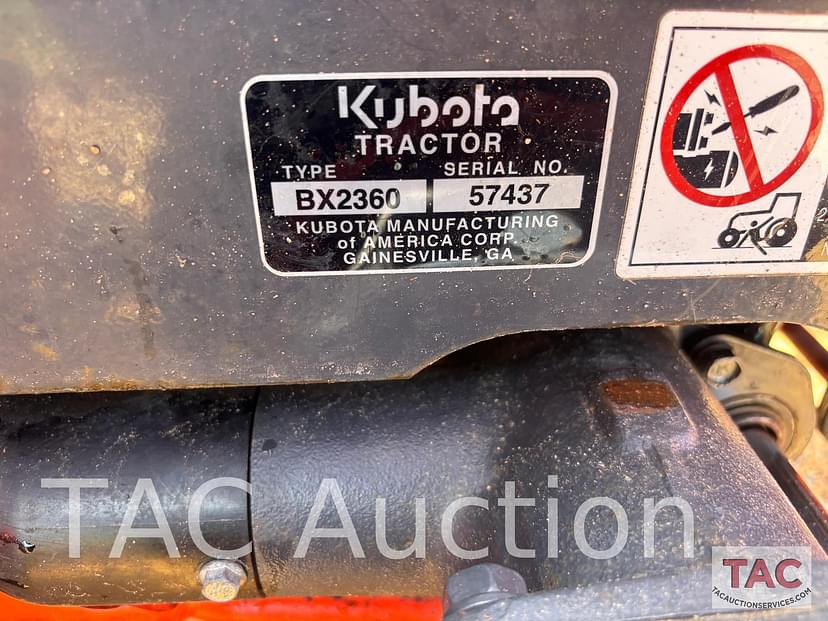 Kubota
TRACTOR
TYPE SERIAL NO.
BX2360 57437
KUBOTA MANUFACTURING
of AMERICA CORP.
GAINESVILLE, GA
TAC Auction
TAC
TACAUCTIONSERVICES.COM